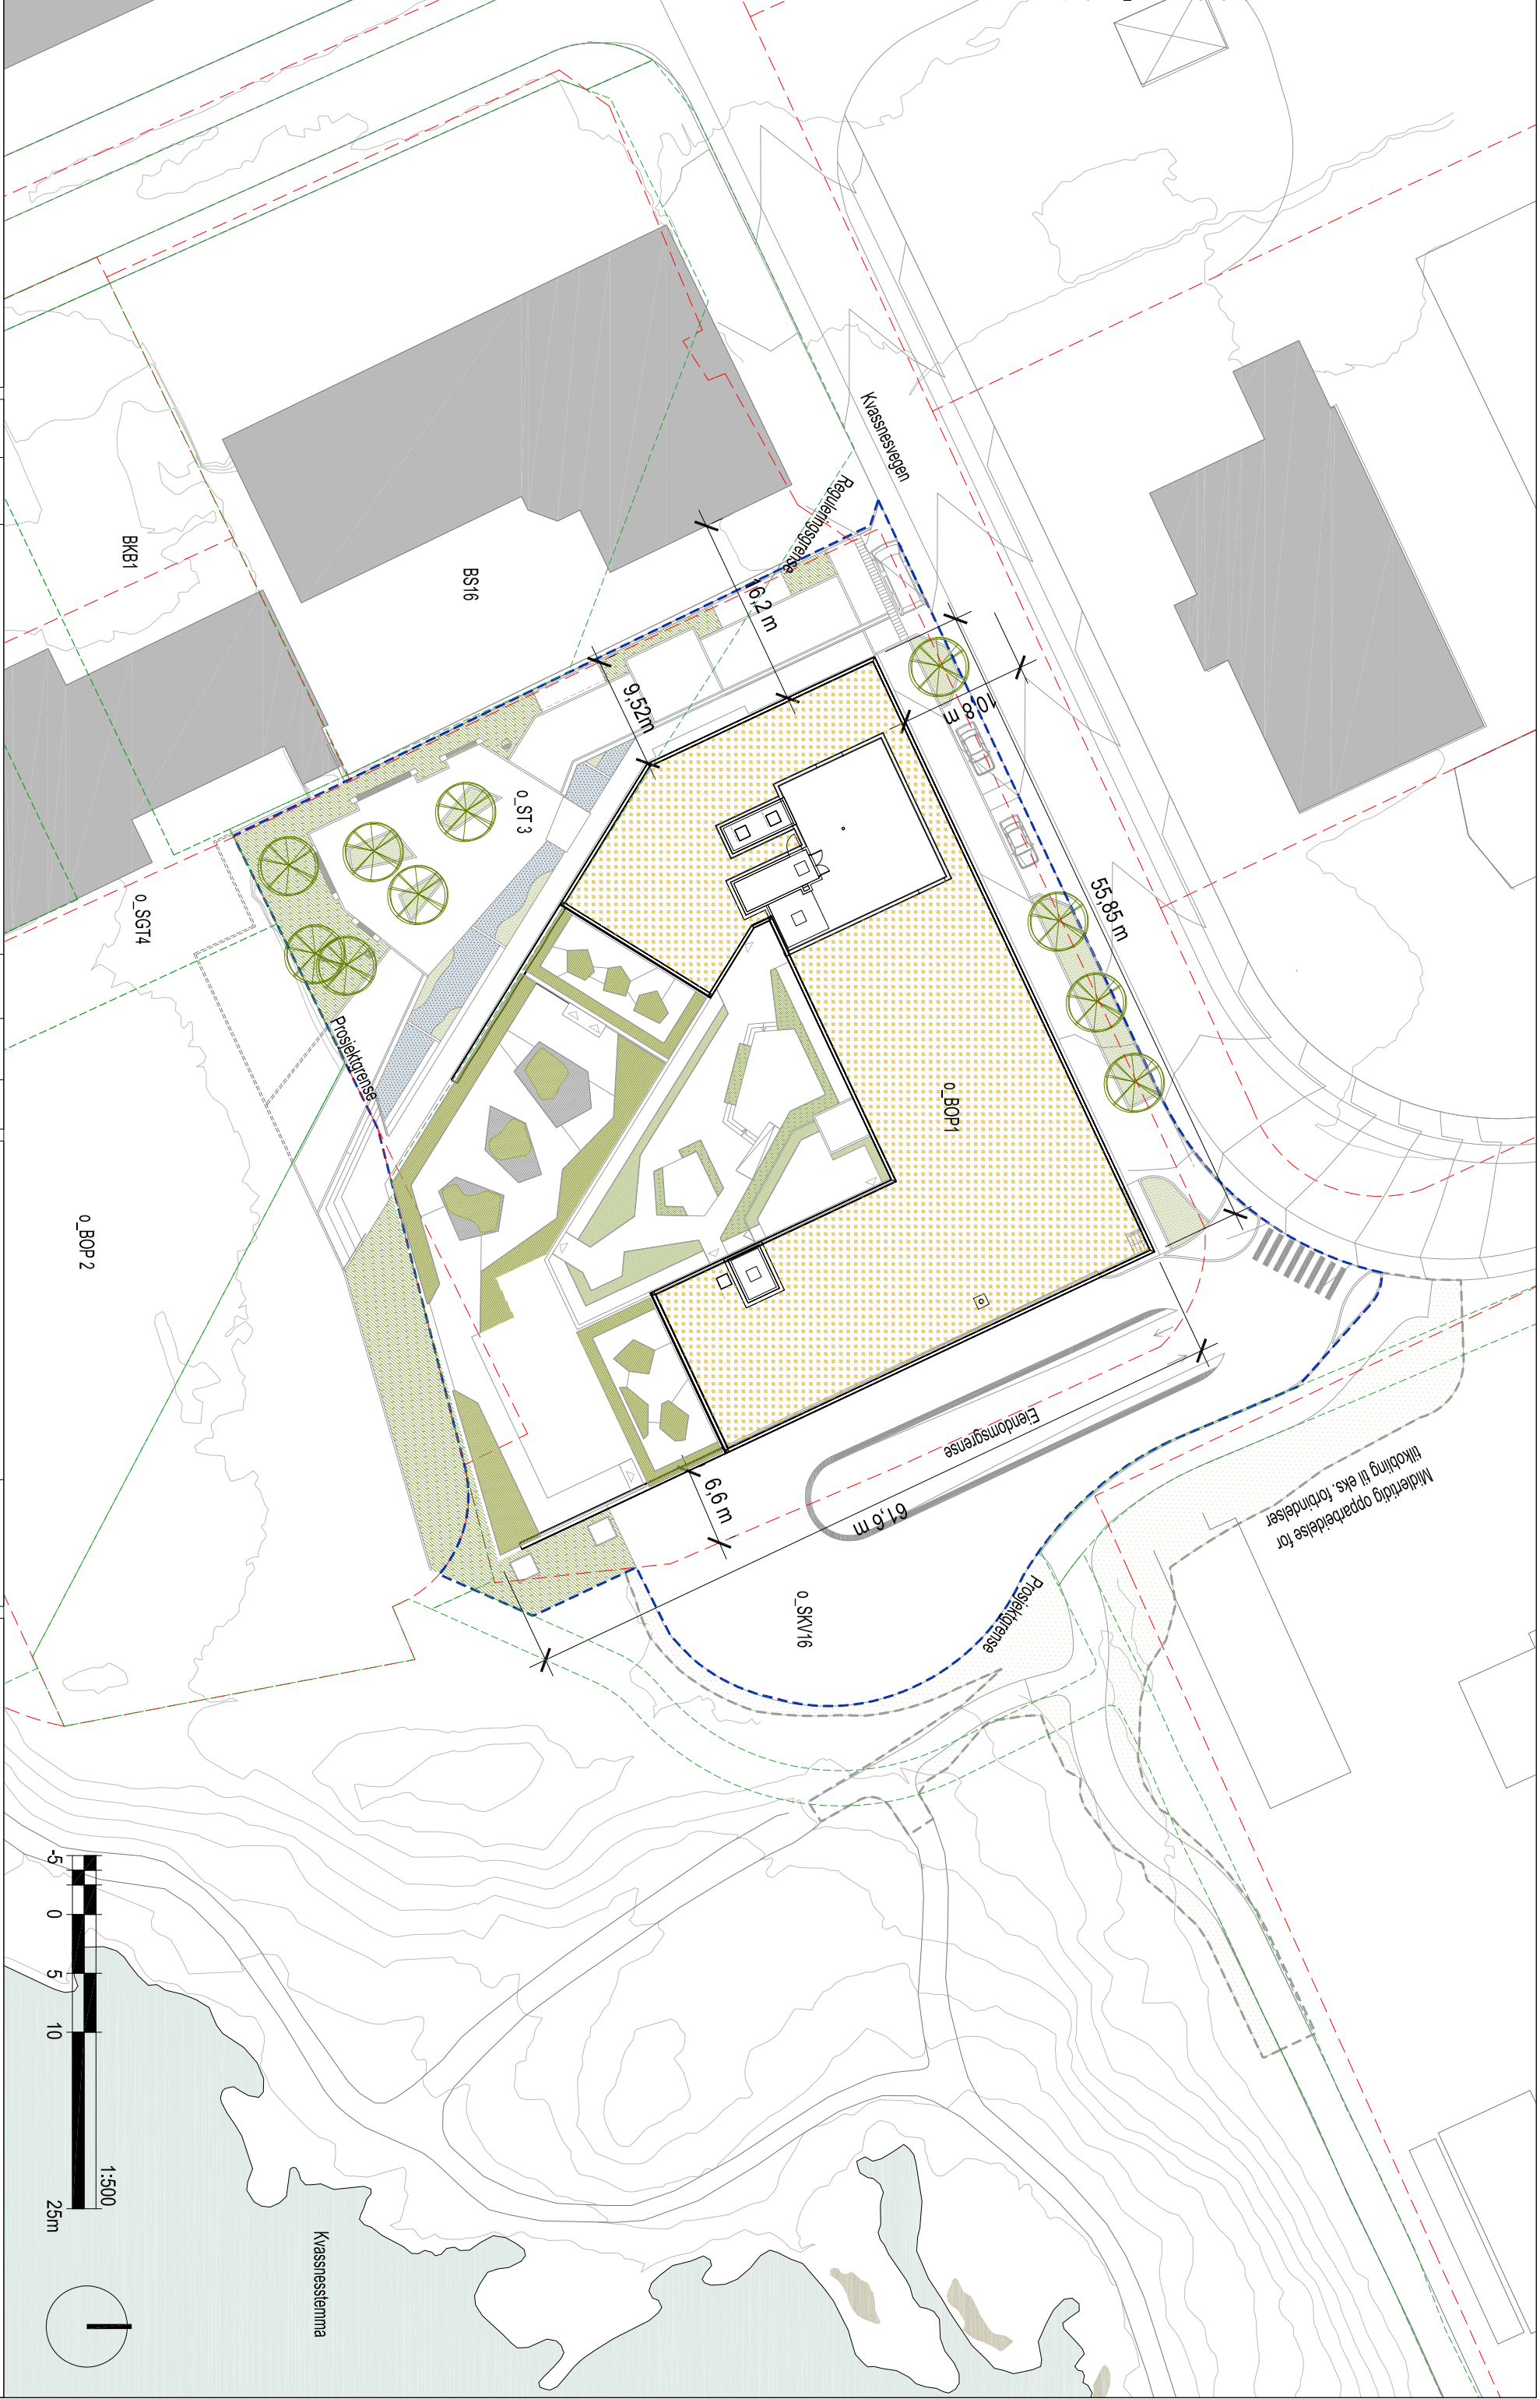 Kvassnesvegen
Reguleringsgrense
BKB1
BS16
16,2 m
9,52m
10,8 m
55,85 m
o_ST 3
o_SGT4
Prosjektgrense
o_BOP1
o_BOP 2
Eiendomsgrense
61,6 m
6,6 m
Midlertidig opparbeidelse for
tilkobling til eks. forbindelser
Prosjektgrense
o_SKV16
1:500
-5 0 5 10 25m
Kvassnesstemma